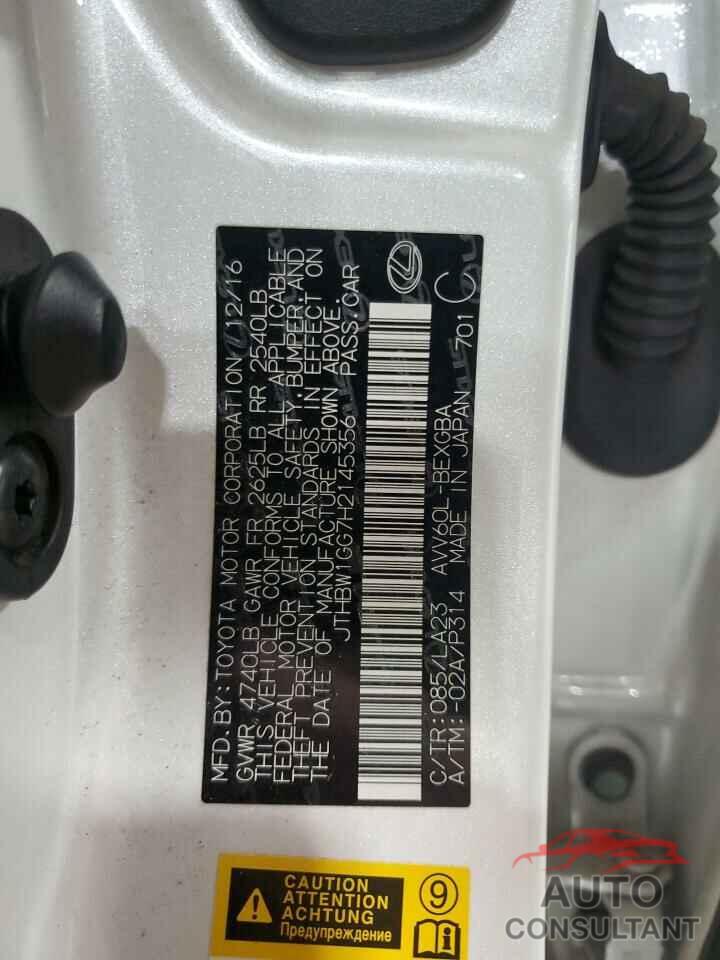 MFD. BY: TOYOTA MOTOR CORPORATION 12/16
GVWR 4740LB GAWR FR 2625LB RR 2540LB
THIS VEHICLE CONFORMS TO ALL APPLICABLE
FEDERAL MOTOR VEHICLE SAFETY, BUMPER, AND
THEFT PREVENTION STANDARDS IN EFFECT ON
THE DATE OF MANUFACTURE SHOWN ABOVE.
JTHBW1GG7H2145356 PASS. CAR
C/TR: 085/LA23 AVV60L-BEXGBA
A/TM: -02A/P314 MADE IN JAPAN 701
CAUTION
ATTENTION
ACHTUNG
Предупреждение
9
AUTO
CONSULTANT